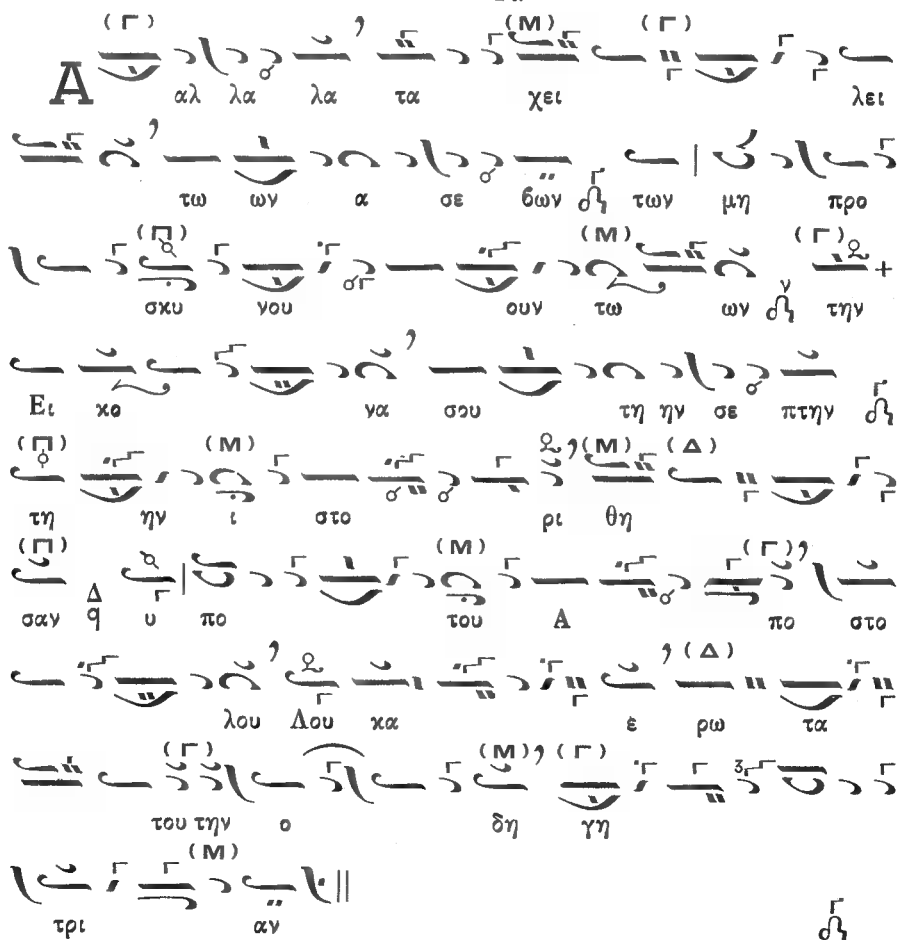 Α αλ λα λα τα χει λει
τω ων α σε βων των μη προ
σκυ νου ουν τω ων την
Ει κο να σου τη ην σε πτην
τη ην ι στο ρι θη
σαν υ πο του Α πο στο
λου Λου κα ε ρω τα
του την ο δη γη
τρι αν